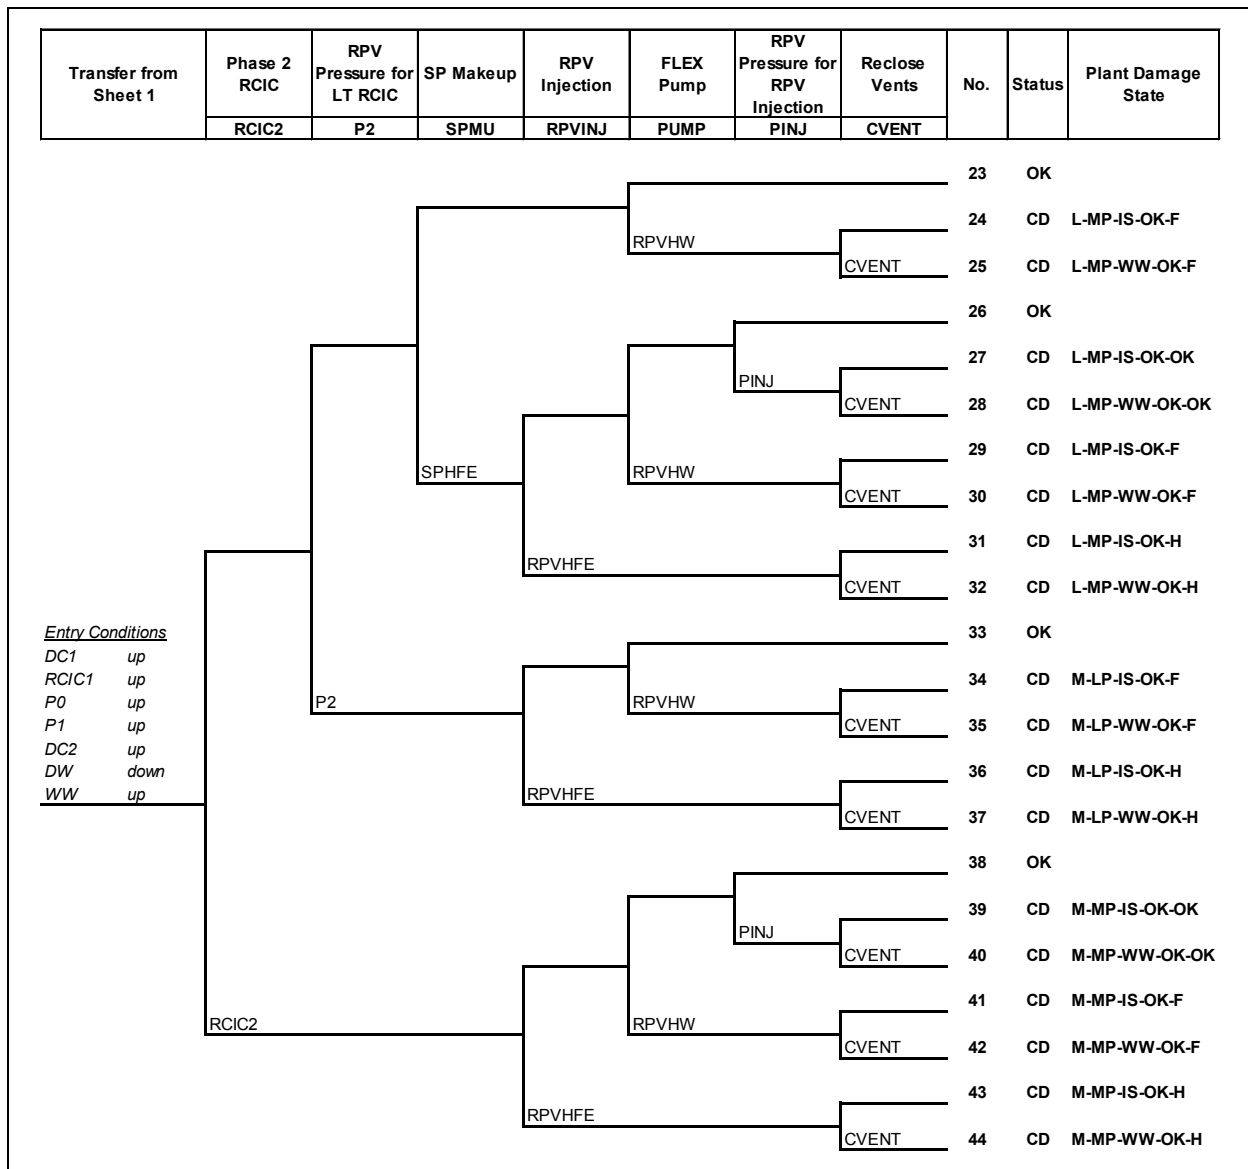 Transfer from Sheet 1
Phase 2 RCIC
RPV Pressure for LT RCIC
SP Makeup
RPV Injection
FLEX Pump
RPV Pressure for RPV Injection
Reclose Vents
No.
Status
Plant Damage State
RCIC2 P2 SPMU RPVINJ PUMP PINJ CVENT
23 OK
24 CD L-MP-IS-OK-F
RPVHW
CVENT 25 CD L-MP-WW-OK-F
26 OK
27 CD L-MP-IS-OK-OK
PINJ
CVENT 28 CD L-MP-WW-OK-OK
29 CD L-MP-IS-OK-F
SPHFE RPVHW
CVENT 30 CD L-MP-WW-OK-F
31 CD L-MP-IS-OK-H
RPVHFE
CVENT 32 CD L-MP-WW-OK-H
Entry Conditions
33 OK
DC1 up
RCIC1 up
34 CD M-LP-IS-OK-F
P0 up
P2 RPVHW
P1 up
CVENT 35 CD M-LP-WW-OK-F
DC2 up
DW down
36 CD M-LP-IS-OK-H
WW up
RPVHFE
CVENT 37 CD M-LP-WW-OK-H
38 OK
39 CD M-MP-IS-OK-OK
PINJ
CVENT 40 CD M-MP-WW-OK-OK
41 CD M-MP-IS-OK-F
RCIC2 RPVHW
CVENT 42 CD M-MP-WW-OK-F
43 CD M-MP-IS-OK-H
RPVHFE
CVENT 44 CD M-MP-WW-OK-H